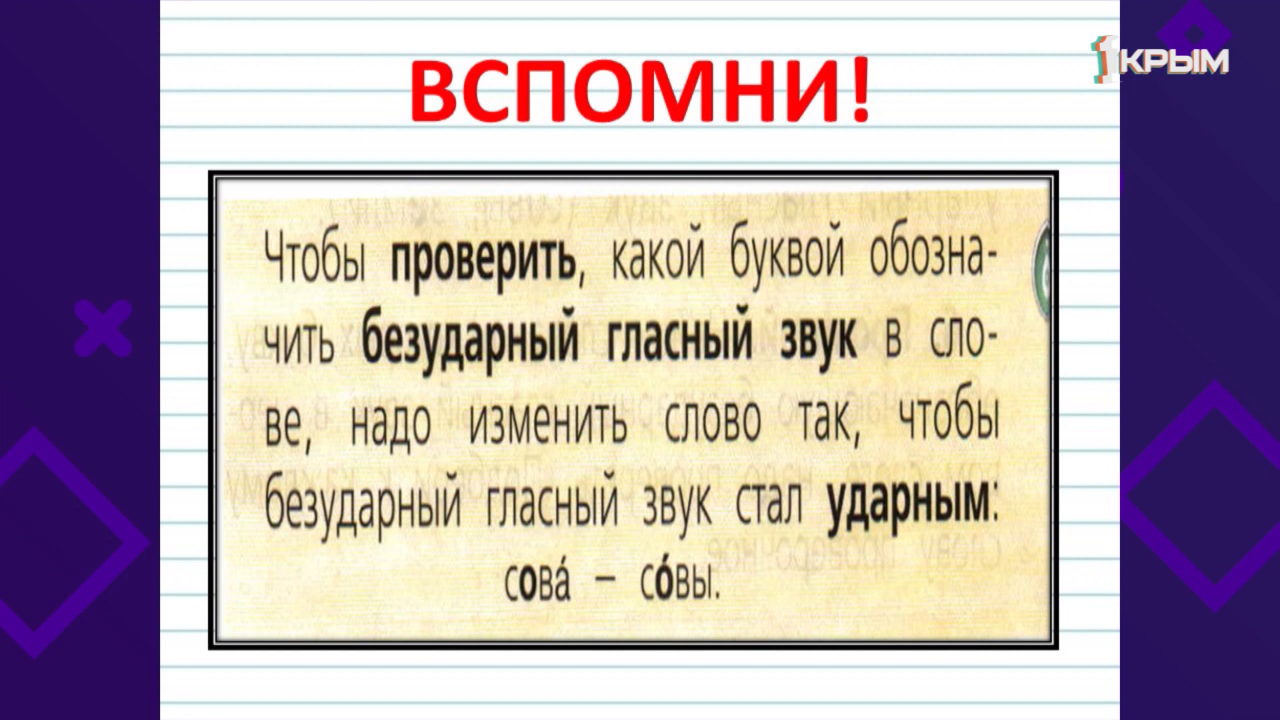 ВСПОМНИ!
1КРЫМ
Чтобы проверить, какой буквой обозна-
чить безударный гласный звук в сло-
ве, надо изменить слово так, чтобы
безударный гласный звук стал ударным:
сова́ – со́вы.